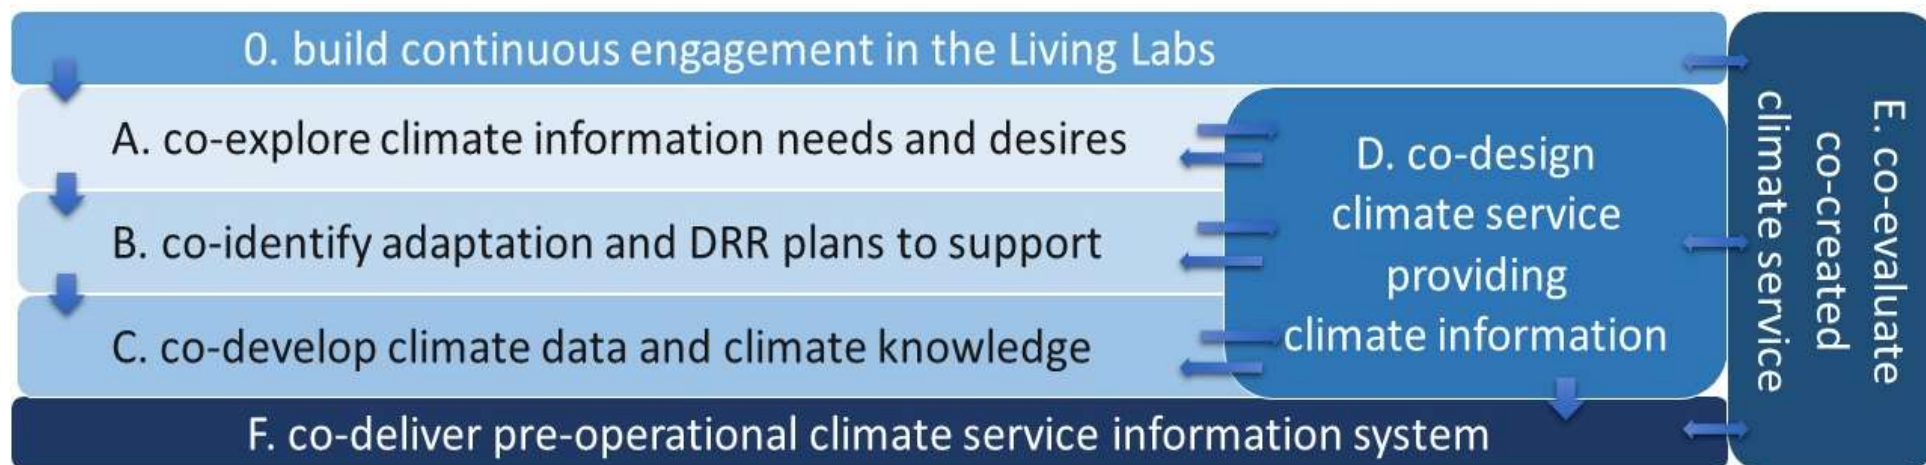 0. build continuous engagement in the Living Labs
A. co-explore climate information needs and desires
B. co-identify adaptation and DRR plans to support
C. co-develop climate data and climate knowledge
D. co-design
climate service
providing
climate information
E. co-evaluate
co-created
climate service
F. co-deliver pre-operational climate service information system